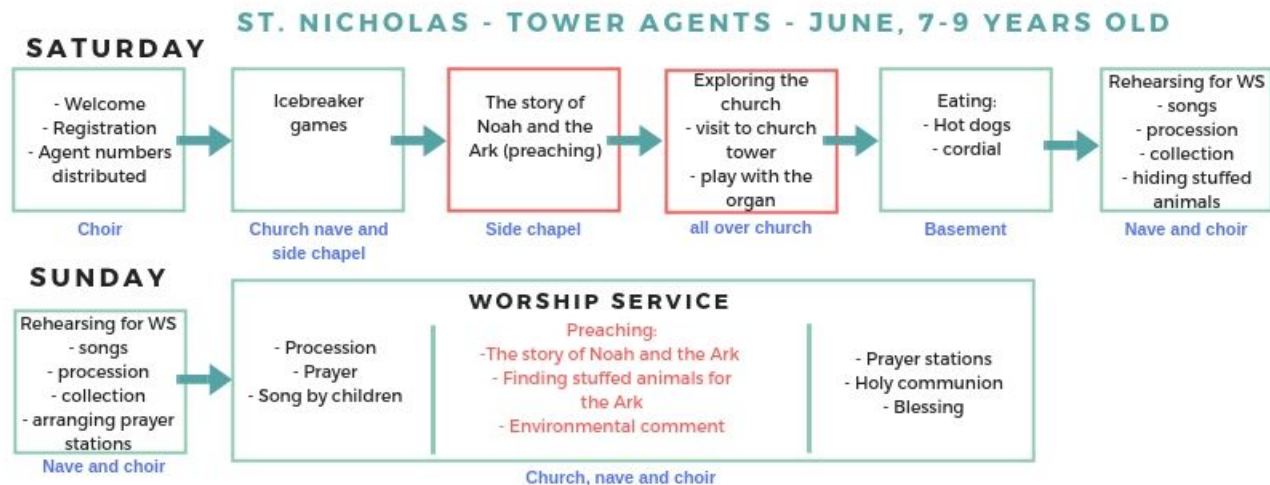 ST. NICHOLAS - TOWER AGENTS - JUNE, 7-9 YEARS OLD
SATURDAY
- Welcome
- Registration
- Agent numbers
distributed
Choir
Icebreaker
games
Church nave and
side chapel
The story of
Noah and the
Ark (preaching)
Side chapel
Exploring the
church
- visit to church
tower
- play with the
organ
all over church
Eating:
- Hot dogs
- cordial
Basement
Rehearsing for WS
- songs
- procession
- collection
- hiding stuffed
animals
Nave and choir
SUNDAY
Rehearsing for WS
- songs
- procession
- collection
- arranging prayer
stations
Nave and choir
WORSHIP SERVICE
- Procession
- Prayer
- Song by children
Preaching:
-The story of Noah and the Ark
- Finding stuffed animals for
the Ark
- Environmental comment
- Prayer stations
- Holy communion
- Blessing
Church, nave and choir